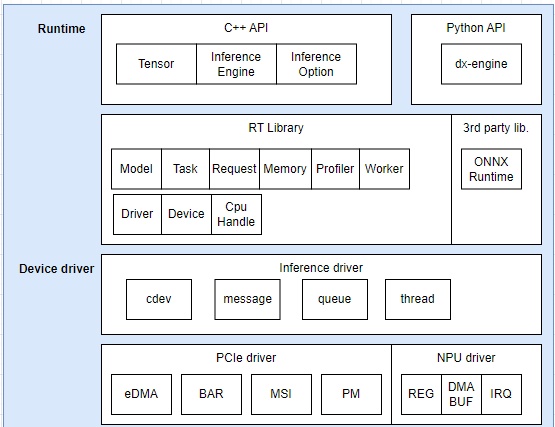 Runtime
C++ API
Python API
Tensor
Inference
Engine
Inference
Option
dx-engine
RT Library
3rd party lib.
Model
Task
Request
Memory
Profiler
Worker
ONNX
Runtime
Driver
Device
Cpu
Handle
Device driver
Inference driver
cdev
message
queue
thread
PCIe driver
NPU driver
eDMA
BAR
MSI
PM
REG
DMA
BUF
IRQ